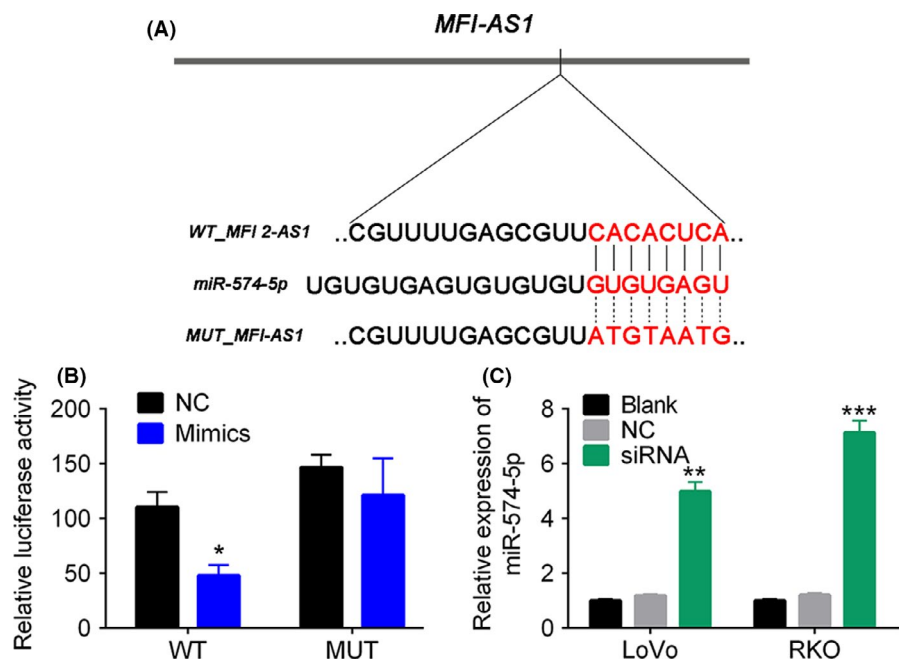 (A)
MFI-AS1
WT_MFI 2-AS1 ..CGUUUUGAGCGUUCACACUCA..
miR-574-5p UGUGUGAGUGUGUGUGUGUGAGU
MUT_MFI-AS1 ..CGUUUUGAGCGUUATGTAATG..
(B)
Relative luciferase activity
200
150
100
50
0
NC
Mimics
*
WT MUT
(C)
Relative expression of
miR-574-5p
8
6
4
2
0
Blank
NC
siRNA
**
***
LoVo RKO